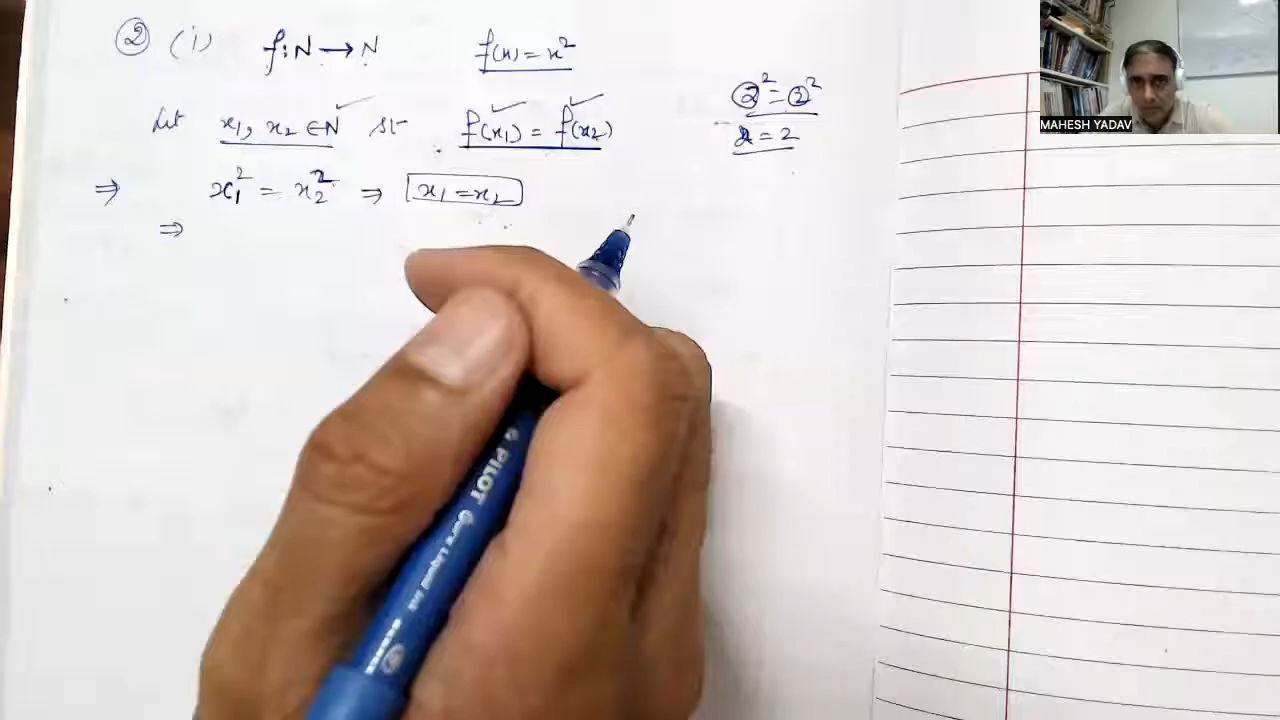 ② (i) f: N → N f(x) = x²
Let x₁, x₂ ∈ N st f(x₁) = f(x₂)
②² = ②²
2 = 2
⇒ x₁² = x₂² ⇒ x₁ = x₂
⇒
MAHESH YADAV
PILOT